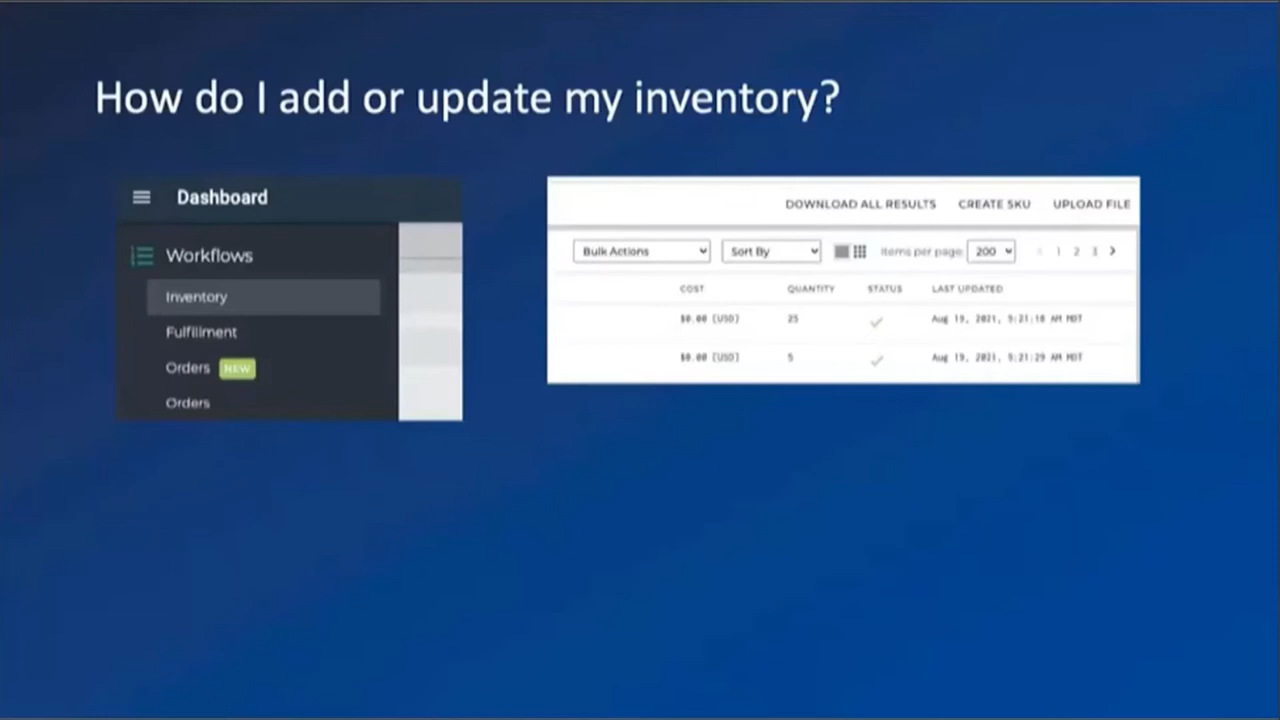 How do I add or update my inventory?
Dashboard
Workflows
Inventory
Fulfillment
Orders NEW
Orders
DOWNLOAD ALL RESULTS CREATE SKU UPLOAD FILE
Bulk Actions Sort By Items per page: 200 1 2 3
COST QUANTITY STATUS LAST UPDATED
$0.00 (USD) 25 Aug 19, 2021, 9:21:18 AM MDT
$0.00 (USD) 5 Aug 19, 2021, 9:21:29 AM MDT